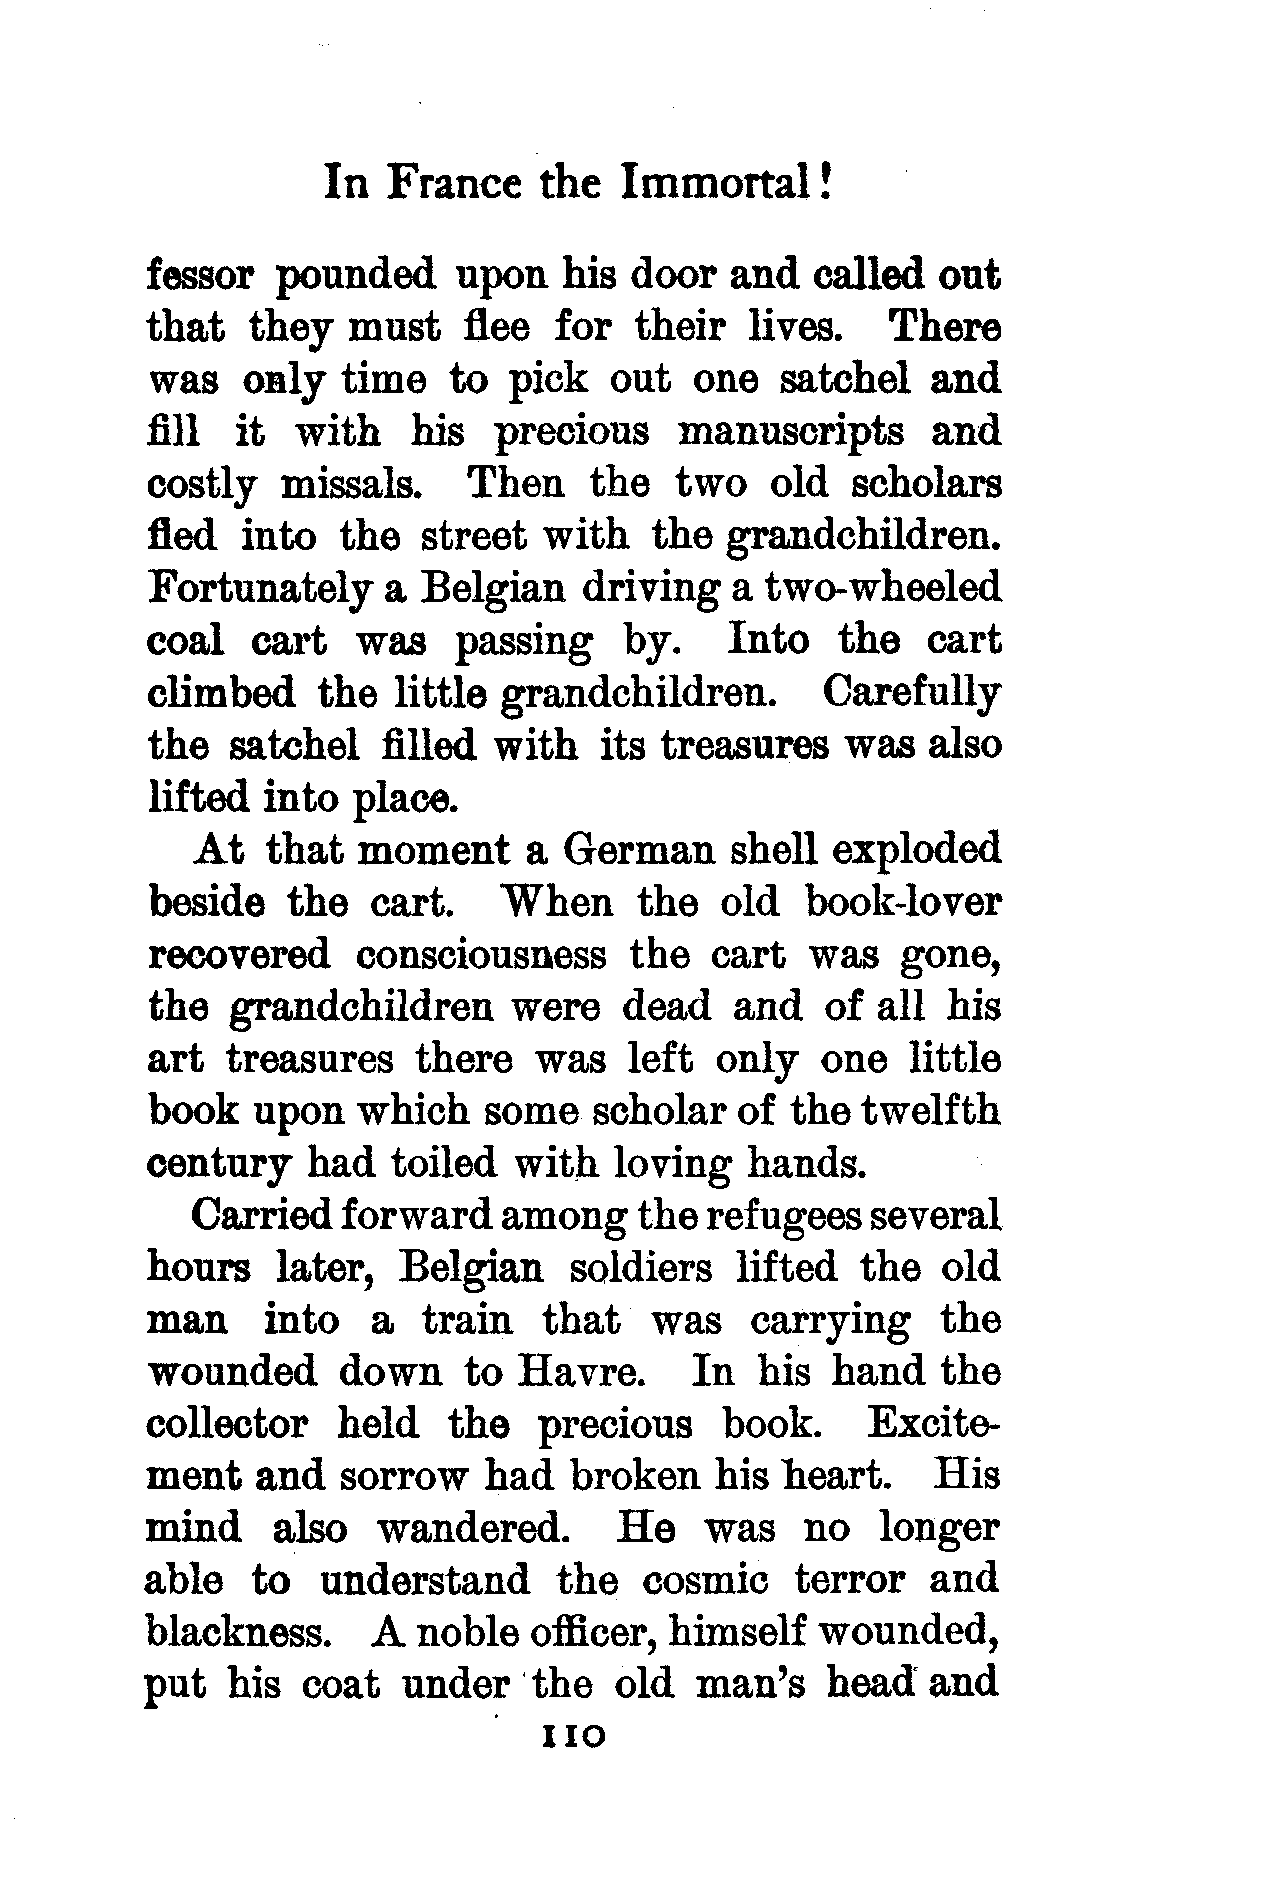 In France the Immortal!
fessor pounded upon his door and called out
that they must flee for their lives. There
was only time to pick out one satchel and
fill it with his precious manuscripts and
costly missals. Then the two old scholars
fled into the street with the grandchildren.
Fortunately a Belgian driving a two-wheeled
coal cart was passing by. Into the cart
climbed the little grandchildren. Carefully
the satchel filled with its treasures was also
lifted into place.
At that moment a German shell exploded
beside the cart. When the old book-lover
recovered consciousness the cart was gone,
the grandchildren were dead and of all his
art treasures there was left only one little
book upon which some scholar of the twelfth
century had toiled with loving hands.
Carried forward among the refugees several
hours later, Belgian soldiers lifted the old
man into a train that was carrying the
wounded down to Havre. In his hand the
collector held the precious book. Excite-
ment and sorrow had broken his heart. His
mind also wandered. He was no longer
able to understand the cosmic terror and
blackness. A noble officer, himself wounded,
put his coat under the old man's head and
110